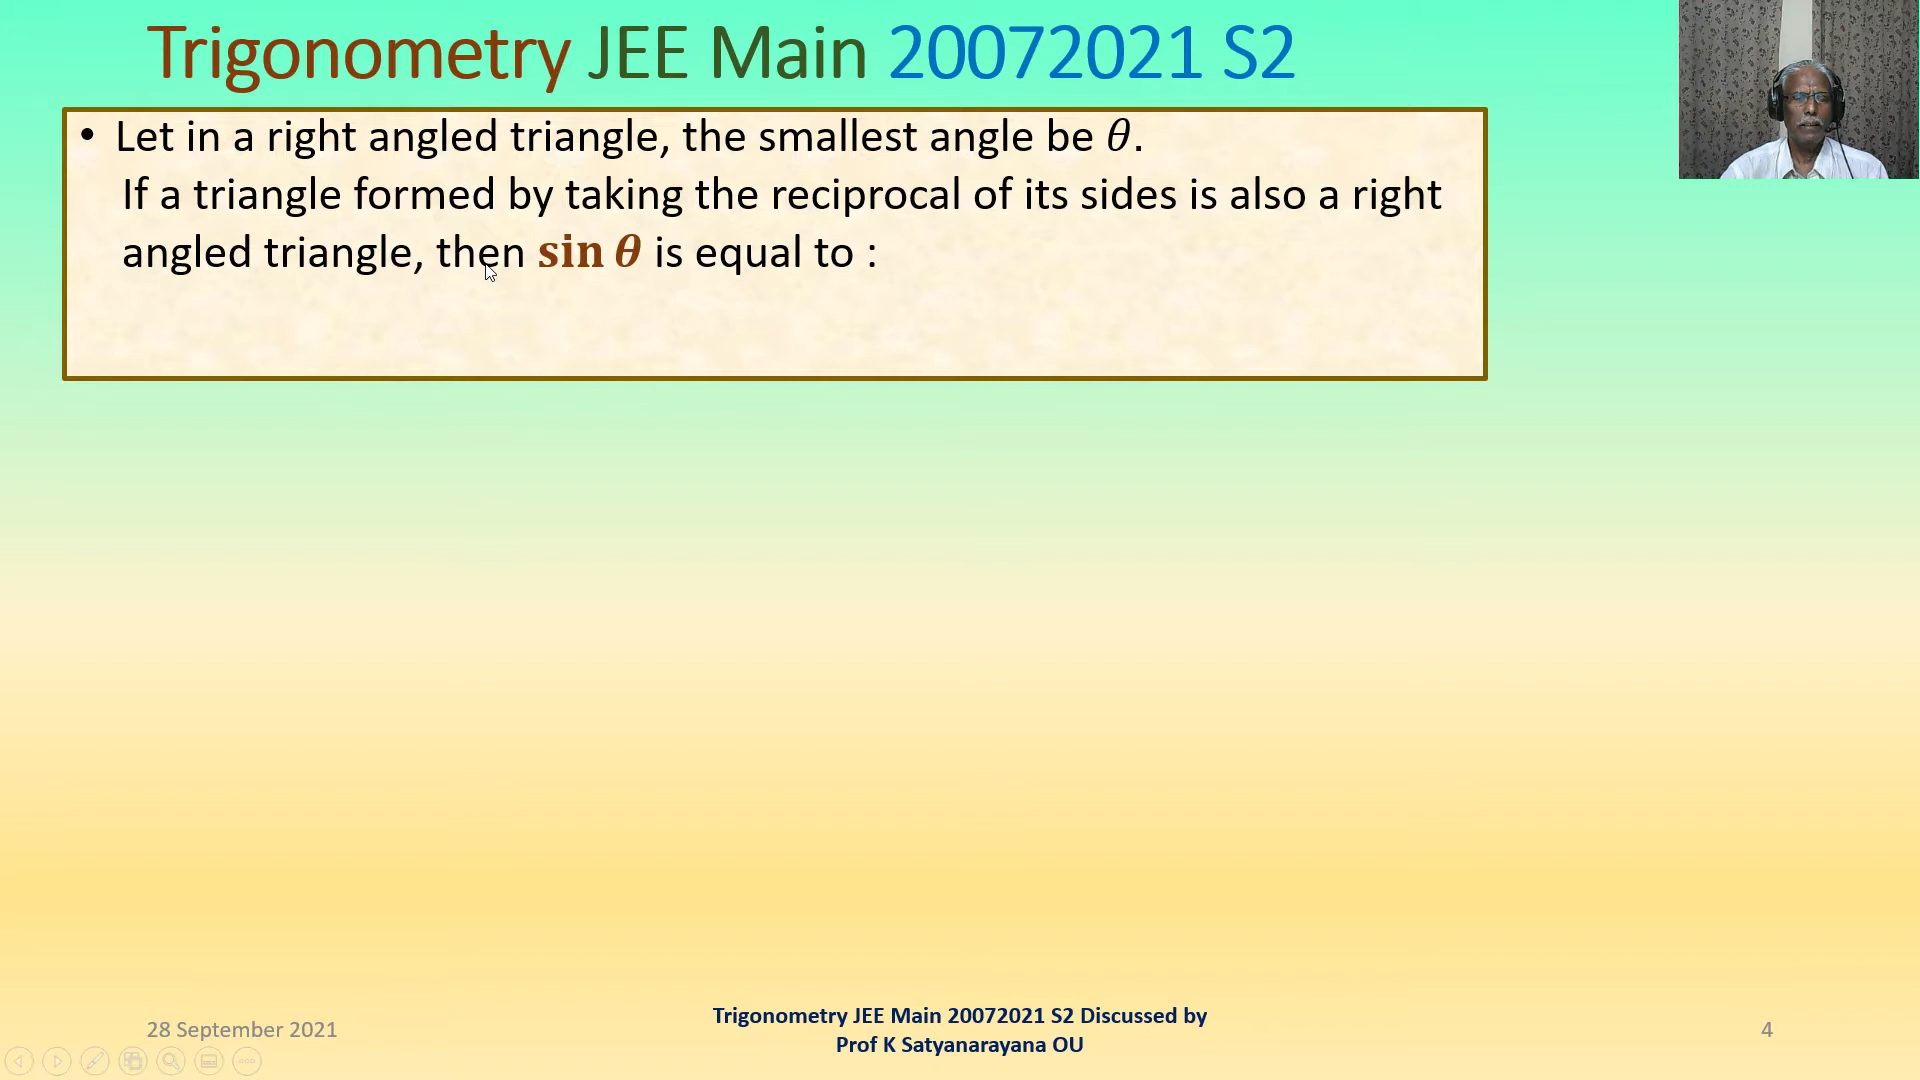 Trigonometry JEE Main 20072021 S2
• Let in a right angled triangle, the smallest angle be θ.
If a triangle formed by taking the reciprocal of its sides is also a right
angled triangle, then sin θ is equal to :
28 September 2021
Trigonometry JEE Main 20072021 S2 Discussed by
Prof K Satyanarayana OU
4